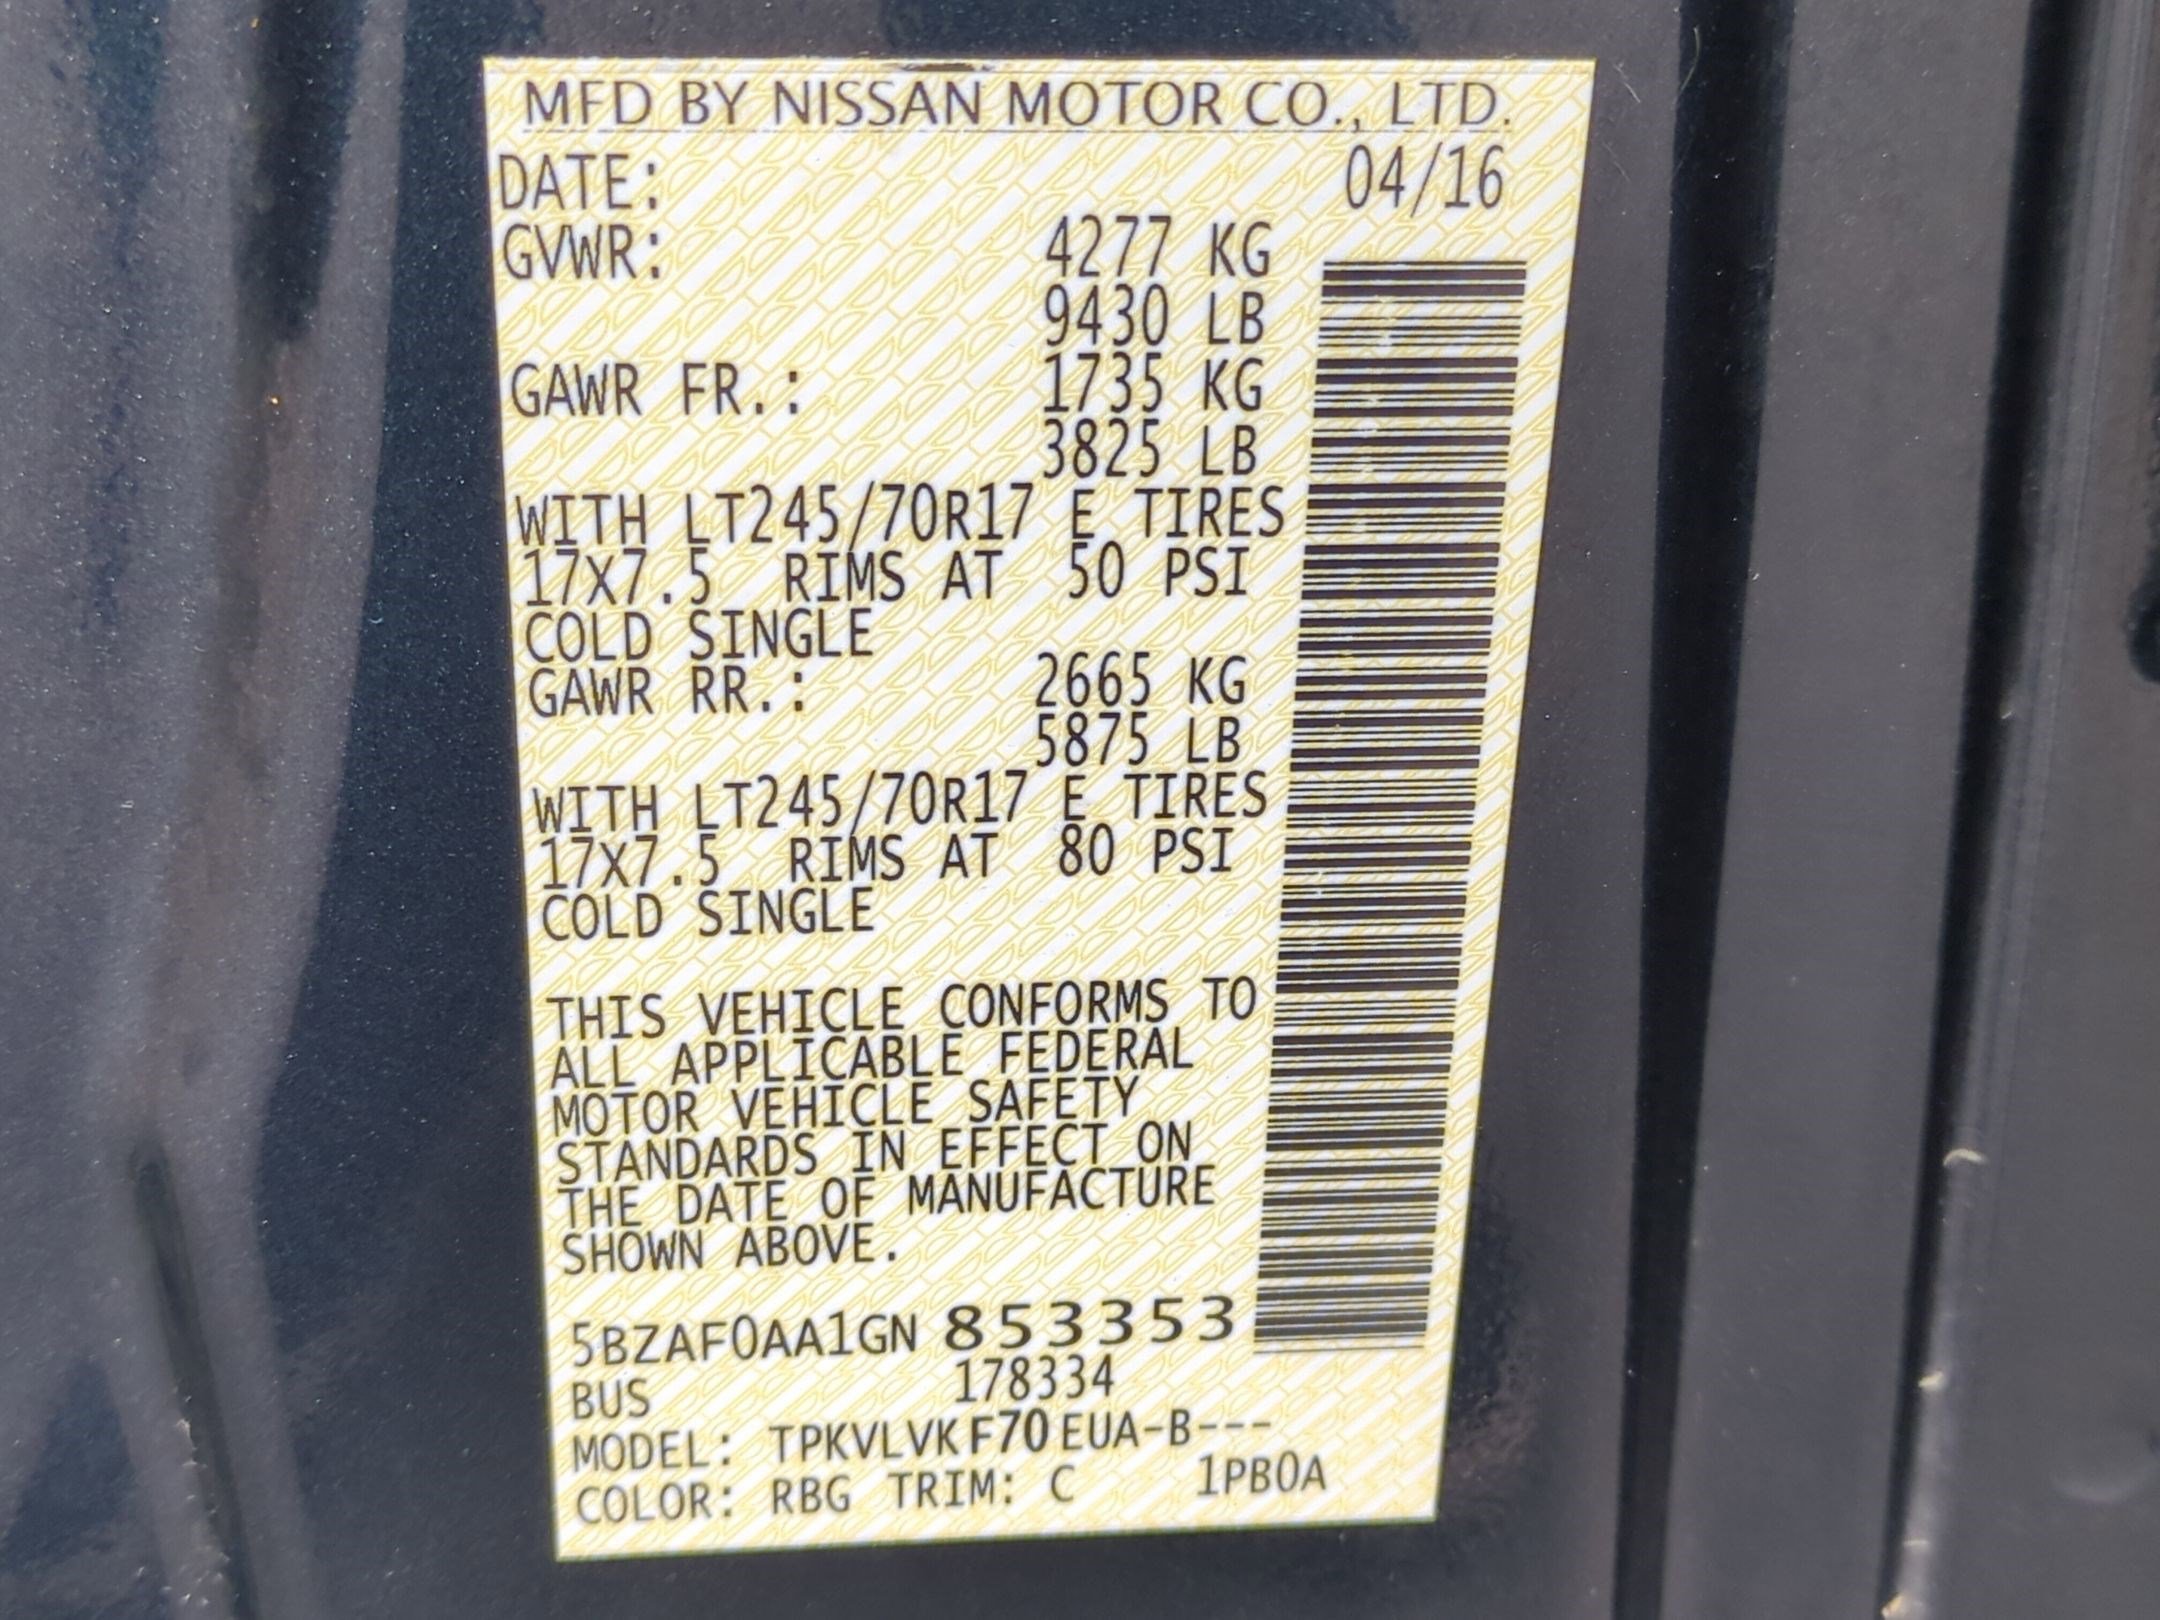 MFD BY NISSAN MOTOR CO., LTD.
DATE: 04/16
GVWR: 4277 KG
9430 LB
GAWR FR.: 1735 KG
3825 LB
WITH LT245/70R17 E TIRES
17X7.5 RIMS AT 50 PSI
COLD SINGLE
GAWR RR.: 2665 KG
5875 LB
WITH LT245/70R17 E TIRES
17X7.5 RIMS AT 80 PSI
COLD SINGLE
THIS VEHICLE CONFORMS TO
ALL APPLICABLE FEDERAL
MOTOR VEHICLE SAFETY
STANDARDS IN EFFECT ON
THE DATE OF MANUFACTURE
SHOWN ABOVE.
5BZAF0AA1GN 853353
BUS 178334
MODEL: TPKVLVKF70EUA-B---
COLOR: RBG TRIM: C 1PB0A